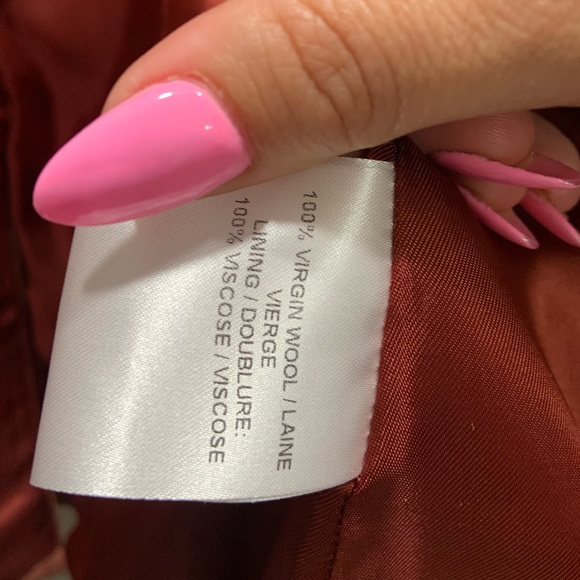 100% VIRGIN WOOL / LAINE
VIERGE
LINING / DOUBLURE:
100% VISCOSE / VISCOSE